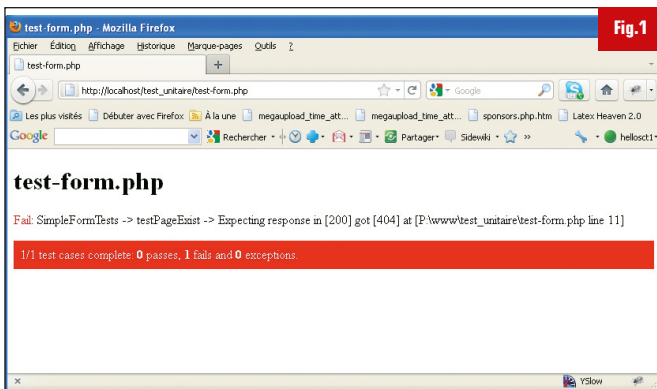 test-form.php - Mozilla Firefox
Fig.1
Fichier Édition Affichage Historique Marque-pages Outils ?
test-form.php
http://localhost/test_unitaire/test-form.php
Google
Les plus visités Débuter avec Firefox À la une megaupload_time_att... megaupload_time_att... sponsors.php.htm Latex Heaven 2.0
Google Rechercher Partager Sidewiki » hellosct1
test-form.php
Fail: SimpleFormTests -> testPageExist -> Expecting response in [200] got [404] at [P:\www\test_unitaire\test-form.php line 11]
1/1 test cases complete: 0 passes, 1 fails and 0 exceptions.
YSlow